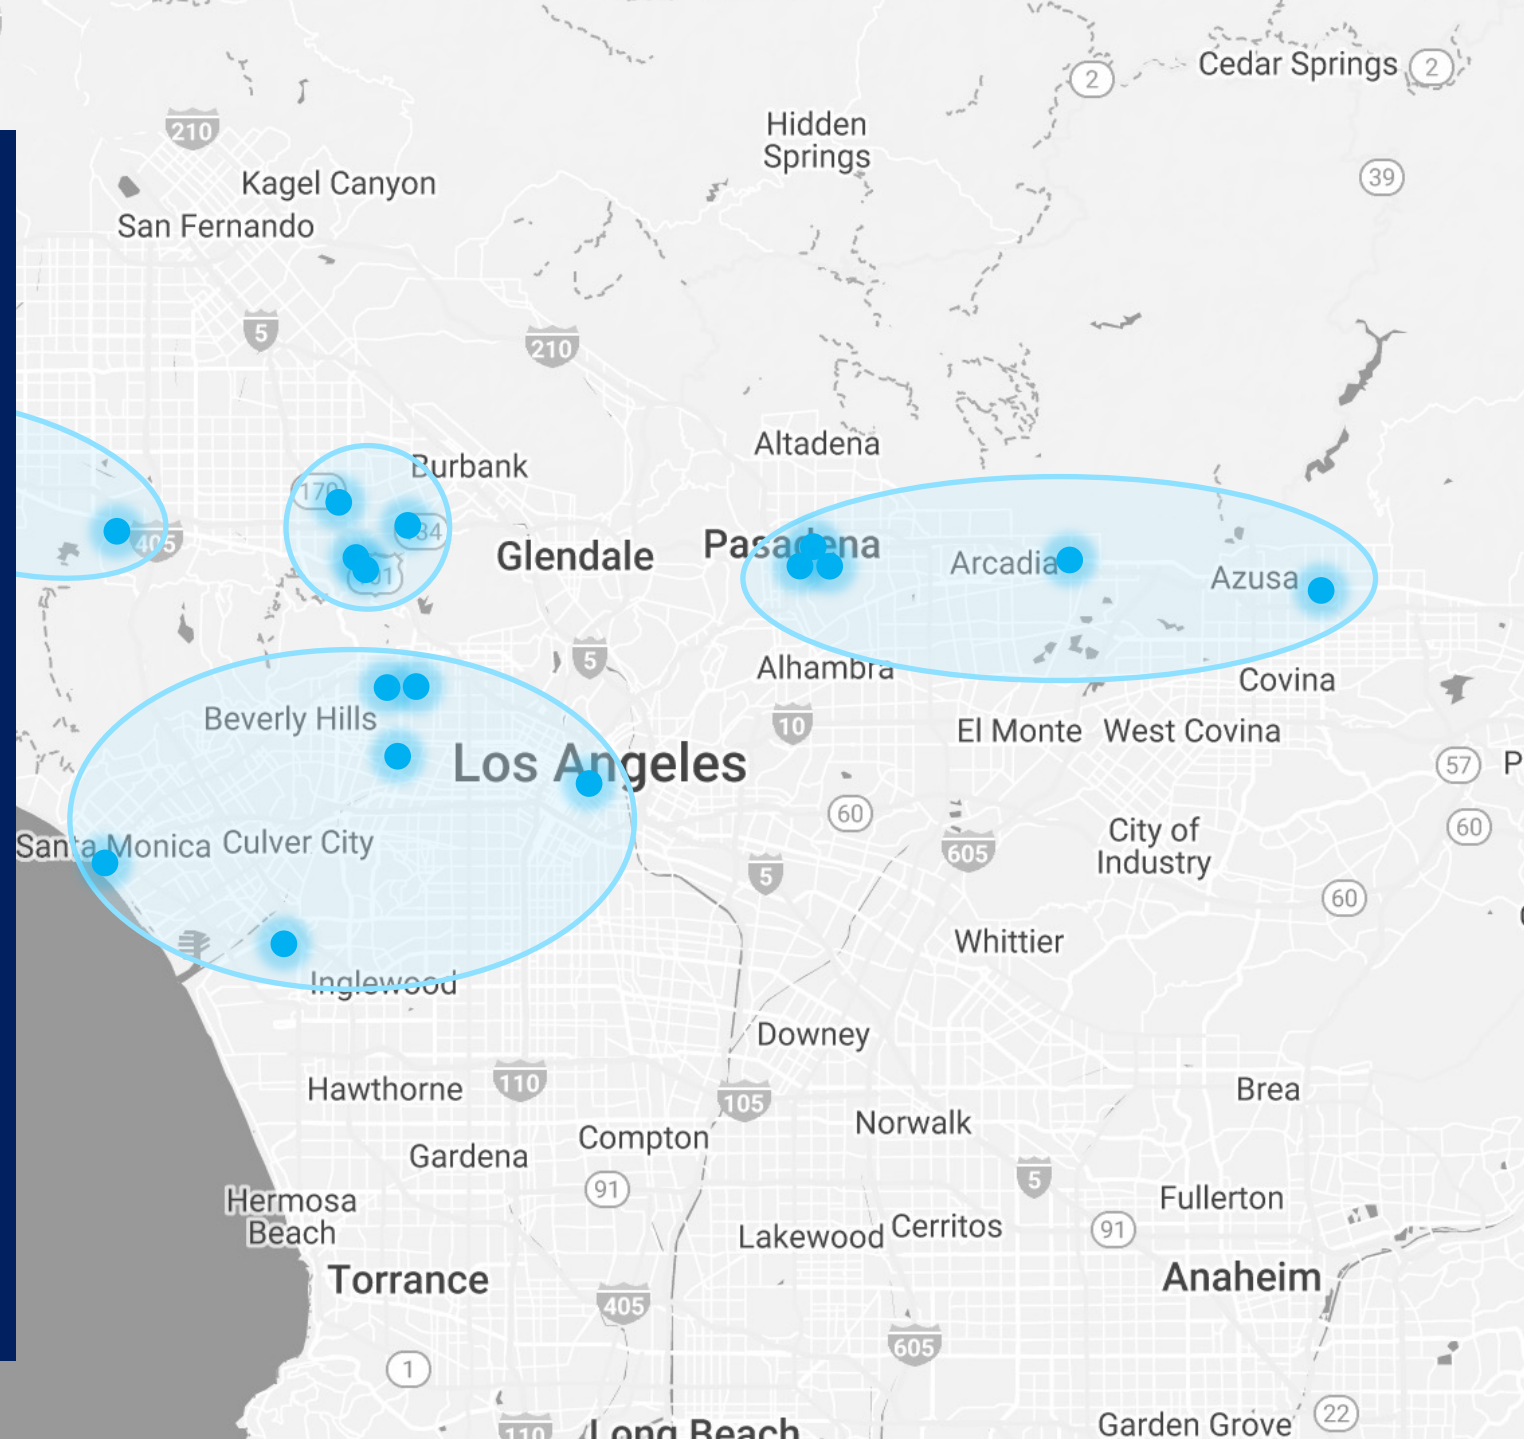 Cedar Springs
2
2
Hidden
Springs
210
39
Kagel Canyon
San Fernando
5
210
Altadena
Burbank
170
134
405
Glendale
Pasadena
Arcadia
Azusa
101
5
Alhambra
Covina
Beverly Hills
10
El Monte
West Covina
Los Angeles
57
P
60
60
City of
Industry
Santa Monica
Culver City
605
5
60
Whittier
Inglewood
Downey
Hawthorne
110
105
Brea
Norwalk
Compton
Gardena
91
5
Hermosa
Beach
Fullerton
Lakewood
Cerritos
91
Torrance
Anaheim
405
605
1
110
Long Beach
Garden Grove
22